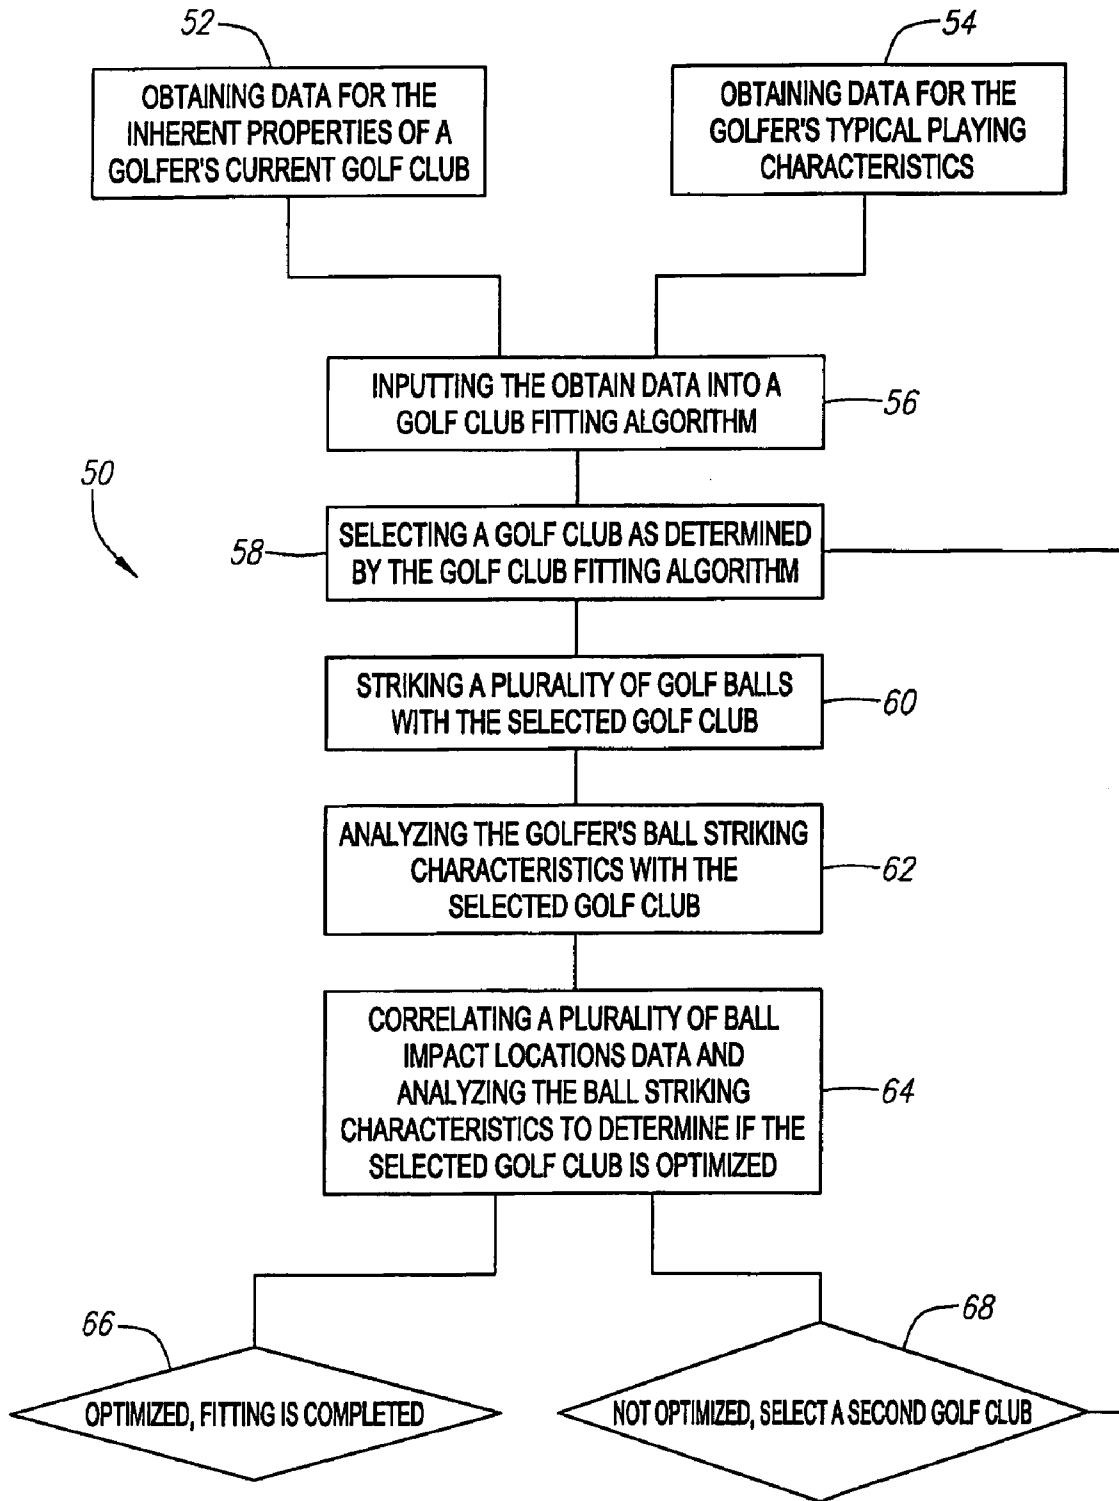 52
54
OBTAINING DATA FOR THE
INHERENT PROPERTIES OF A
GOLFER'S CURRENT GOLF CLUB
OBTAINING DATA FOR THE
GOLFER'S TYPICAL PLAYING
CHARACTERISTICS
INPUTTING THE OBTAIN DATA INTO A
GOLF CLUB FITTING ALGORITHM
56
50
58
SELECTING A GOLF CLUB AS DETERMINED
BY THE GOLF CLUB FITTING ALGORITHM
STRIKING A PLURALITY OF GOLF BALLS
WITH THE SELECTED GOLF CLUB
60
ANALYZING THE GOLFER'S BALL STRIKING
CHARACTERISTICS WITH THE
SELECTED GOLF CLUB
62
CORRELATING A PLURALITY OF BALL
IMPACT LOCATIONS DATA AND
ANALYZING THE BALL STRIKING
CHARACTERISTICS TO DETERMINE IF THE
SELECTED GOLF CLUB IS OPTIMIZED
64
66
68
OPTIMIZED, FITTING IS COMPLETED
NOT OPTIMIZED, SELECT A SECOND GOLF CLUB